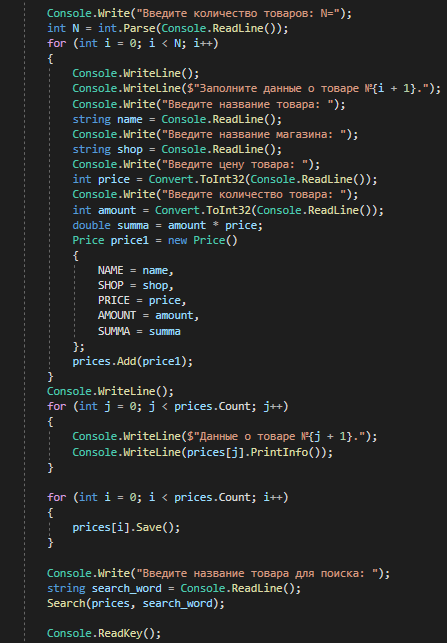 Console.Write("Введите количество товаров: N=");
int N = int.Parse(Console.ReadLine());
for (int i = 0; i < N; i++)
{
Console.WriteLine();
Console.WriteLine($"Заполните данные о товаре №{i + 1}.");
Console.Write("Введите название товара: ");
string name = Console.ReadLine();
Console.Write("Введите название магазина: ");
string shop = Console.ReadLine();
Console.Write("Введите цену товара: ");
int price = Convert.ToInt32(Console.ReadLine());
Console.Write("Введите количество товара: ");
int amount = Convert.ToInt32(Console.ReadLine());
double summa = amount * price;
Price price1 = new Price()
{
NAME = name,
SHOP = shop,
PRICE = price,
AMOUNT = amount,
SUMMA = summa
};
prices.Add(price1);
}
Console.WriteLine();
for (int j = 0; j < prices.Count; j++)
{
Console.WriteLine($"Данные о товаре №{j + 1}.");
Console.WriteLine(prices[j].PrintInfo());
}
for (int i = 0; i < prices.Count; i++)
{
prices[i].Save();
}
Console.Write("Введите название товара для поиска: ");
string search_word = Console.ReadLine();
Search(prices, search_word);
Console.ReadKey();